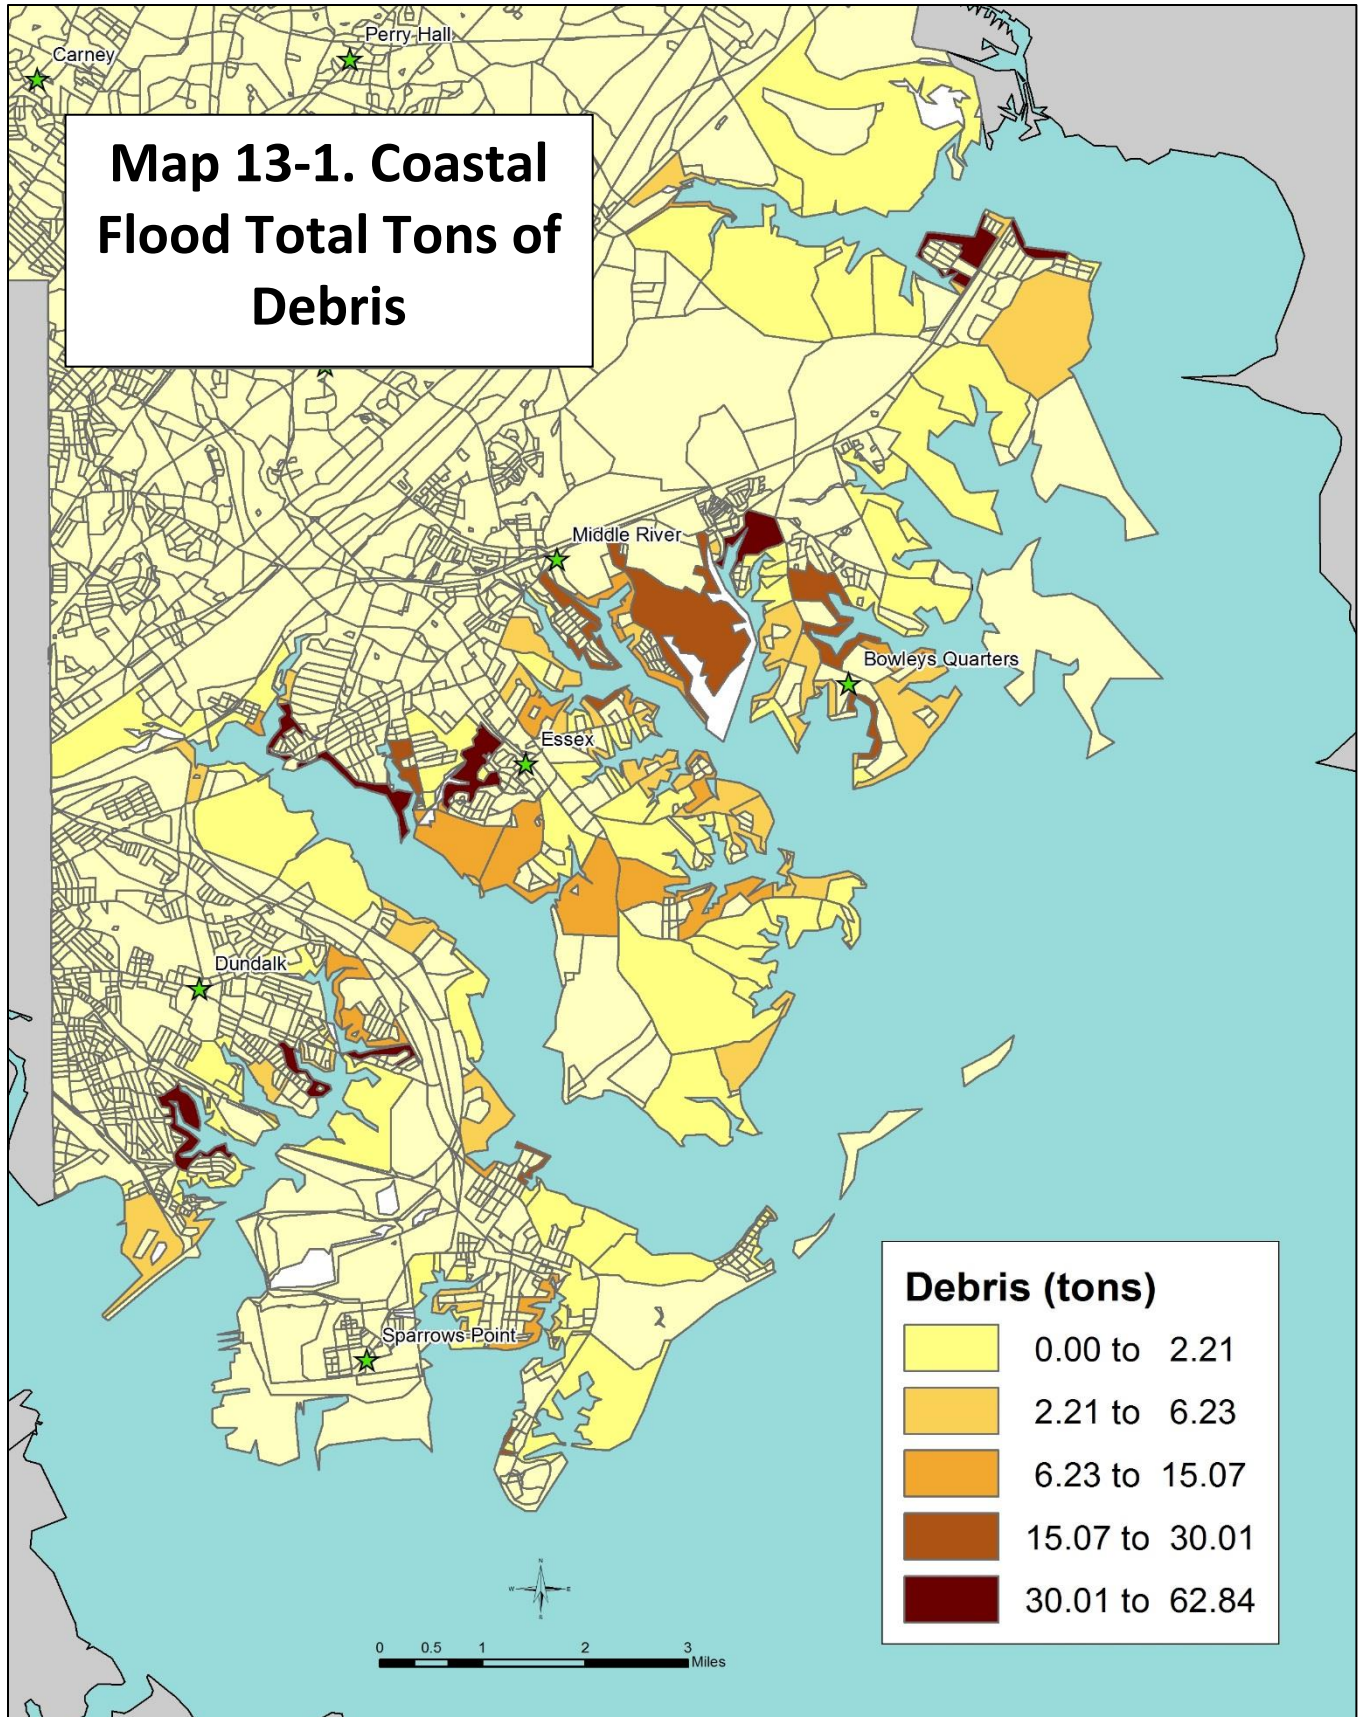 Carney
Perry Hall
Map 13-1. Coastal
Flood Total Tons of
Debris
Middle River
Bowleys Quarters
Essex
Dundalk
Sparrows Point
Debris (tons)
0.00 to 2.21
2.21 to 6.23
6.23 to 15.07
15.07 to 30.01
30.01 to 62.84
N
W E
S
0 0.5 1 2 3
Miles